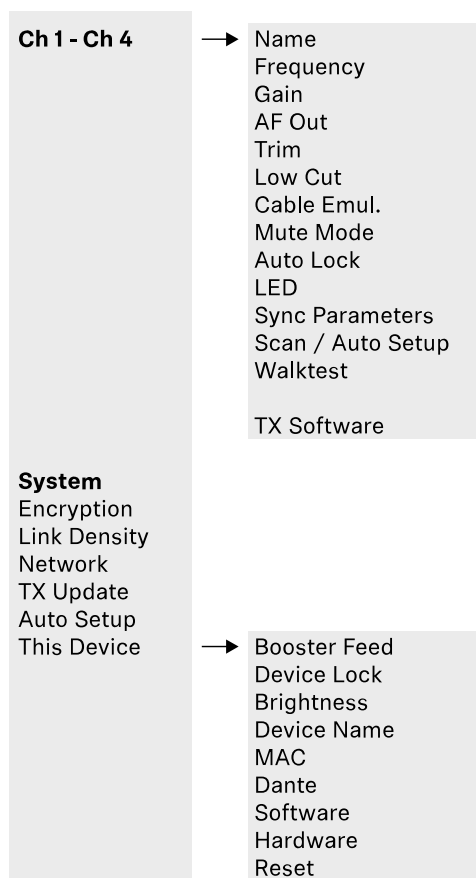 Ch 1 - Ch 4
Name
Frequency
Gain
AF Out
Trim
Low Cut
Cable Emul.
Mute Mode
Auto Lock
LED
Sync Parameters
Scan / Auto Setup
Walktest
TX Software
System
Encryption
Link Density
Network
TX Update
Auto Setup
This Device
Booster Feed
Device Lock
Brightness
Device Name
MAC
Dante
Software
Hardware
Reset